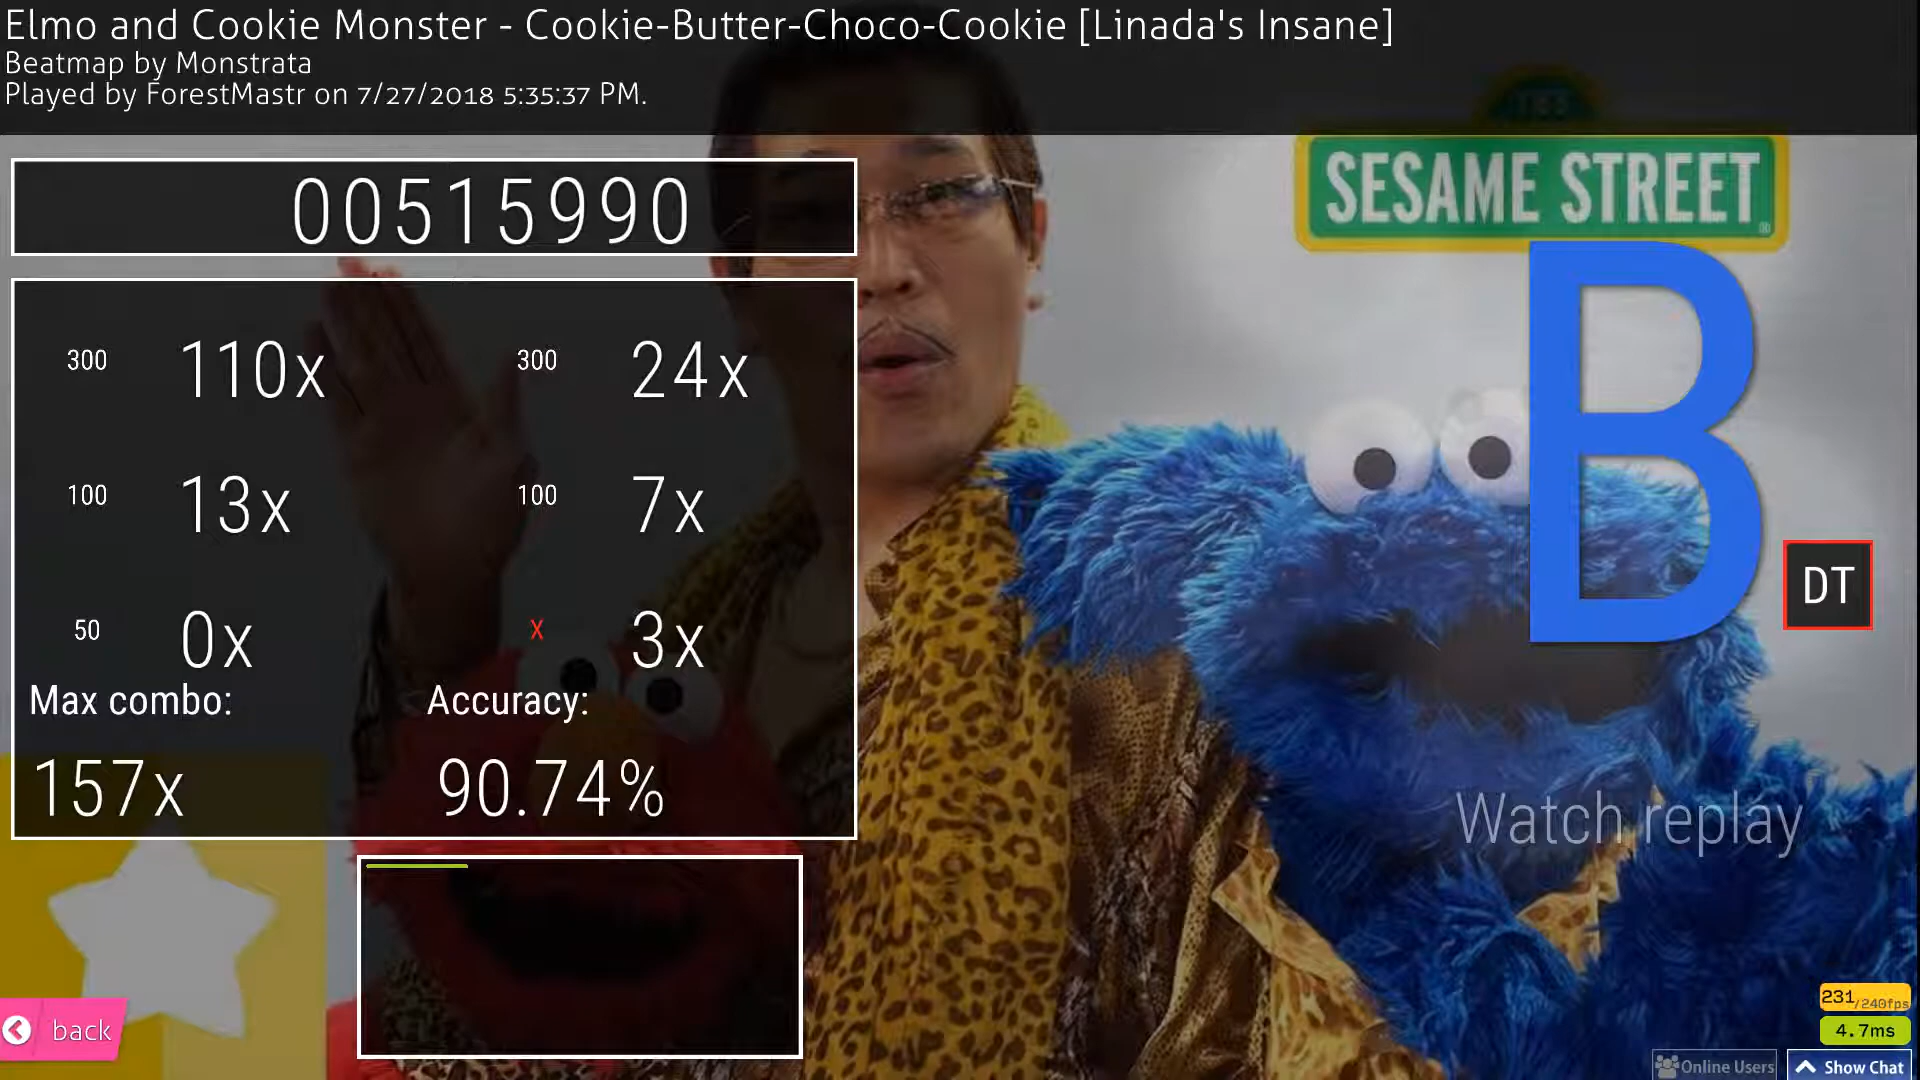 Elmo and Cookie Monster - Cookie-Butter-Choco-Cookie [Linada's Insane]
Beatmap by Monstrata
Played by ForestMastr on 7/27/2018 5:35:37 PM.
SESAME STREET
00515990
300 110x 300 24x
100 13x 100 7x
50 0x X 3x
Max combo: Accuracy:
157x 90.74%
B
DT
Watch replay
back
231/240fps
4.7ms
Online Users
Show Chat